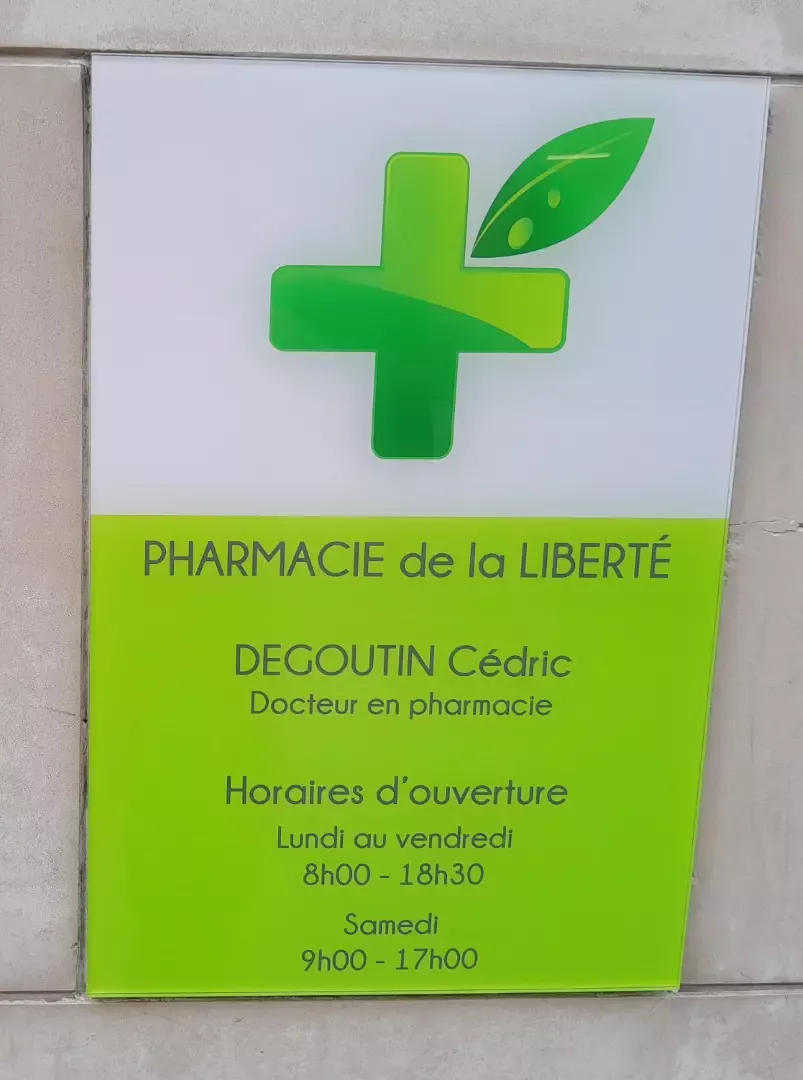 PHARMACIE de la LIBERTÉ
DEGOUTIN Cédric
Docteur en pharmacie
Horaires d'ouverture
Lundi au vendredi
8h00 - 18h30
Samedi
9h00 - 17h00